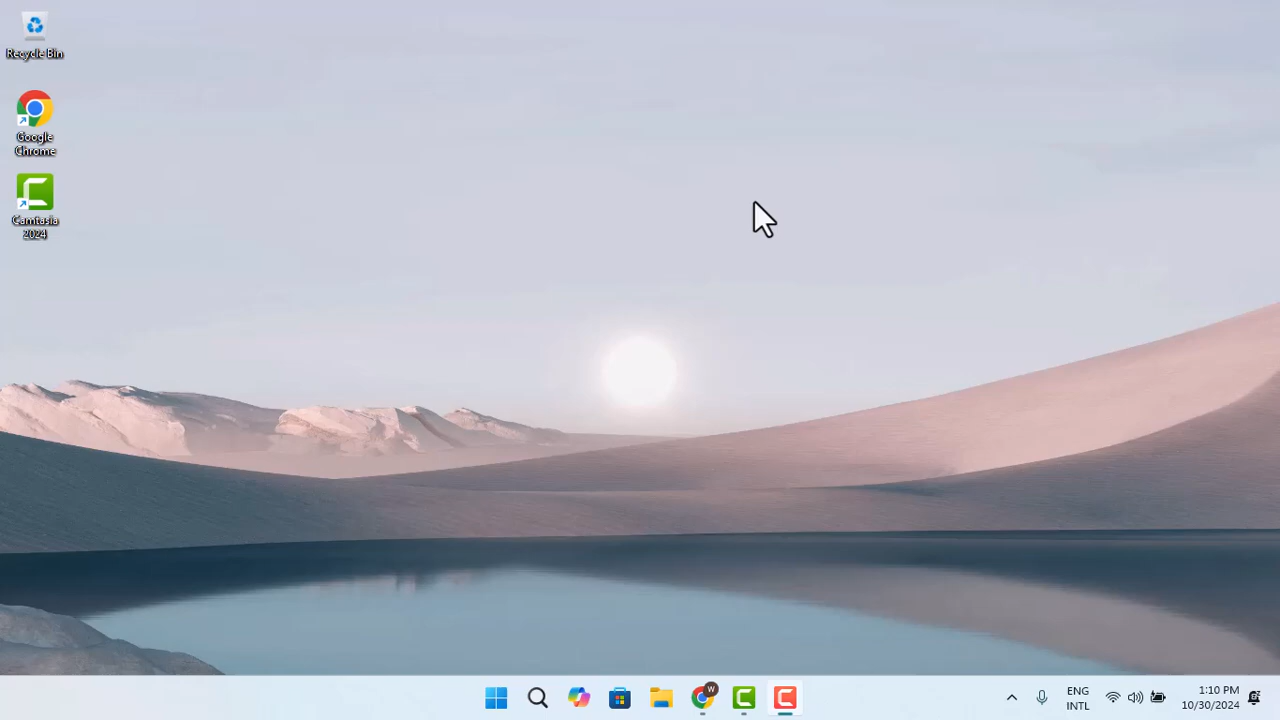 Recycle Bin
Google
Chrome
Camtasia
2024
W
ENG
INTL
1:10 PM
10/30/2024